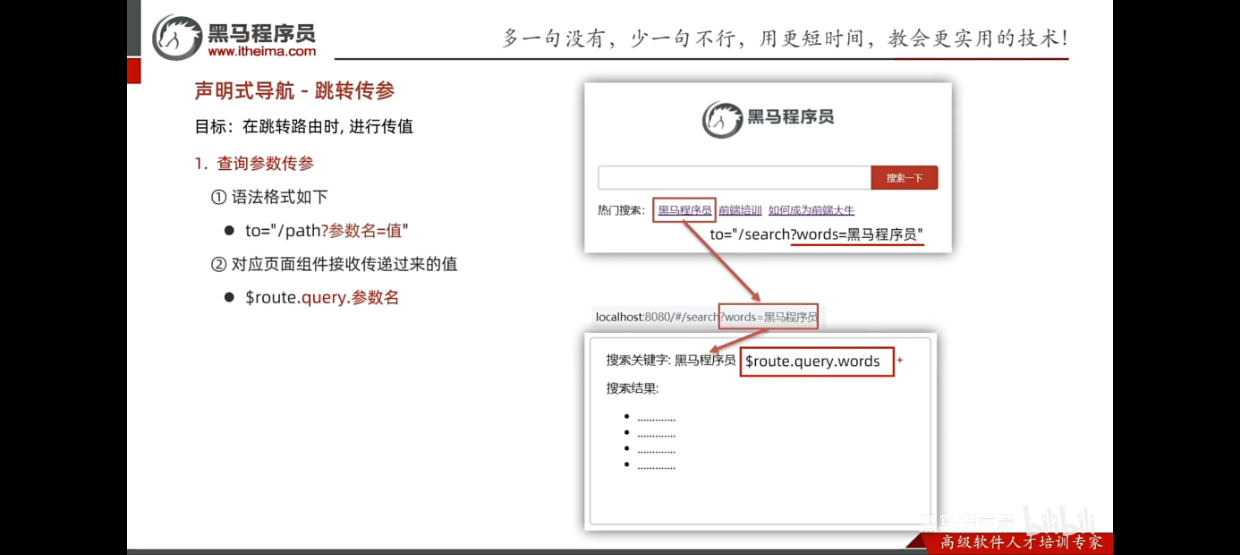 黑马程序员
www.itheima.com
多一句没有，少一句不行，用更短时间，教会更实用的技术！
声明式导航 - 跳转传参
目标：在跳转路由时, 进行传值
1. 查询参数传参
① 语法格式如下
● to="/path?参数名=值"
② 对应页面组件接收传递过来的值
● $route.query.参数名
黑马程序员
搜索一下
热门搜索： 黑马程序员 前端培训 如何成为前端大牛
to="/search?words=黑马程序员"
localhost:8080/#/search?words=黑马程序员
搜索关键字: 黑马程序员 $route.query.words +
搜索结果:
• .............
• .............
• .............
• .............
黑马程序员 bilibili
高级软件人才培训专家